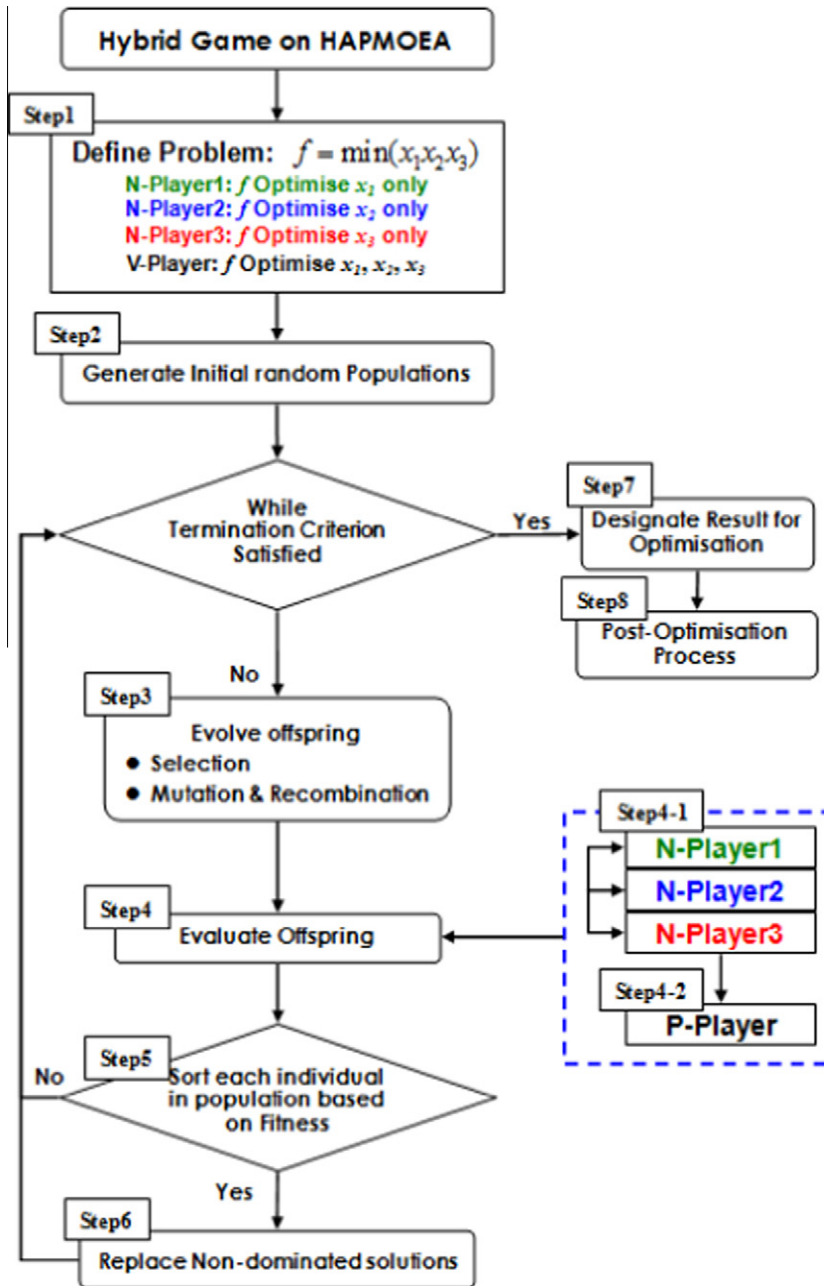 Hybrid Game on HAPMOEA
Step1
Define Problem: f = min(x₁x₂x₃)
N-Player1: f Optimise x₁ only
N-Player2: f Optimise x₂ only
N-Player3: f Optimise x₃ only
V-Player: f Optimise x₁, x₂, x₃
Step2
Generate Initial random Populations
While
Termination Criterion
Satisfied
Yes
Step7
Designate Result for
Optimisation
Step8
Post-Optimisation
Process
No
Step3
Evolve offspring
● Selection
● Mutation & Recombination
Step4
Evaluate Offspring
Step4-1
N-Player1
N-Player2
N-Player3
Step4-2
P-Player
Step5
No
Sort each individual
in population based
on Fitness
Yes
Step6
Replace Non-dominated solutions